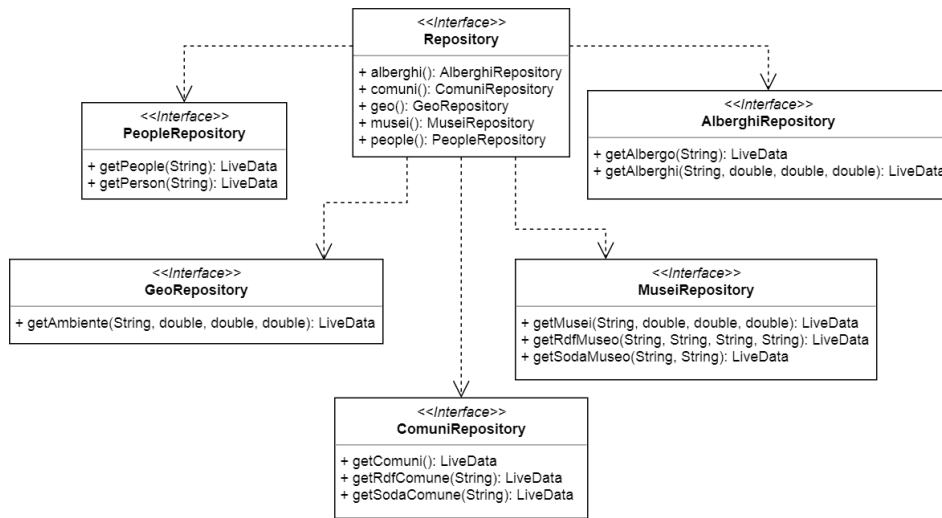 <<Interface>>
Repository
+ alberghi(): AlberghiRepository
+ comuni(): ComuniRepository
+ geo(): GeoRepository
+ musei(): MuseiRepository
+ people(): PeopleRepository
<<Interface>>
PeopleRepository
+ getPeople(String): LiveData
+ getPerson(String): LiveData
<<Interface>>
AlberghiRepository
+ getAlbergo(String): LiveData
+ getAlberghi(String, double, double, double): LiveData
<<Interface>>
GeoRepository
+ getAmbiente(String, double, double, double): LiveData
<<Interface>>
MuseiRepository
+ getMusei(String, double, double, double): LiveData
+ getRdfMuseo(String, String, String, String): LiveData
+ getSodaMuseo(String, String): LiveData
<<Interface>>
ComuniRepository
+ getComuni(): LiveData
+ getRdfComune(String): LiveData
+ getSodaComune(String): LiveData